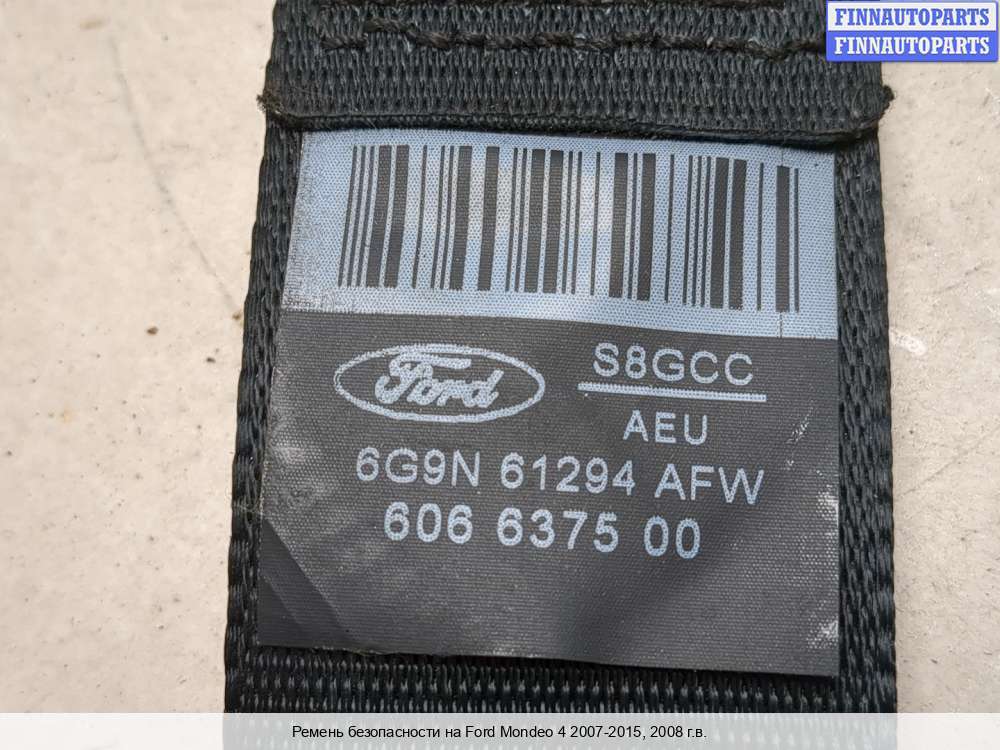 FINNAUTOPARTS
FINNAUTOPARTS
Ford
S8GCC
AEU
6G9N 61294 AFW
606 6375 00
Ремень безопасности на Ford Mondeo 4 2007-2015, 2008 г.в.